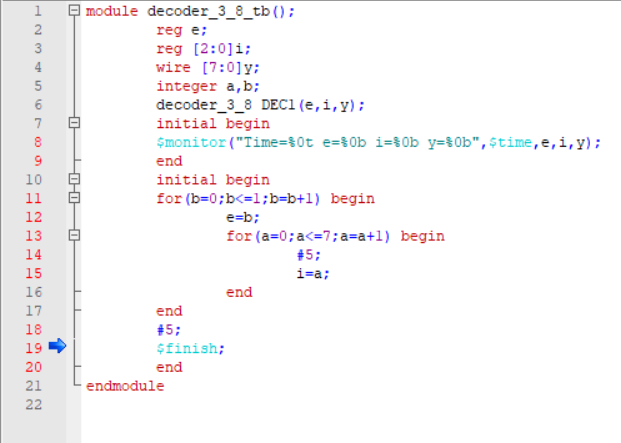 1 module decoder_3_8_tb();
2 reg e;
3 reg [2:0]i;
4 wire [7:0]y;
5 integer a,b;
6 decoder_3_8 DEC1(e,i,y);
7 initial begin
8 $monitor("Time=%0t e=%0b i=%0b y=%0b",$time,e,i,y);
9 end
10 initial begin
11 for(b=0;b<=1;b=b+1) begin
12 e=b;
13 for(a=0;a<=7;a=a+1) begin
14 #5;
15 i=a;
16 end
17 end
18 #5;
19 $finish;
20 end
21 endmodule
22